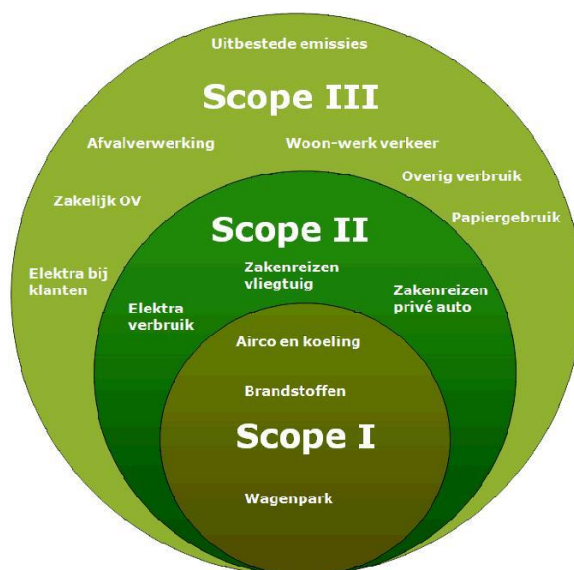 Uitbestede emissies
Scope III
Afvalverwerking
Woon-werk verkeer
Overig verbruik
Zakelijk OV
Papiergebruik
Scope II
Elektra bij
klanten
Zakenreizen
vliegtuig
Zakenreizen
privé auto
Elektra
verbruik
Airco en koeling
Brandstoffen
Scope I
Wagenpark